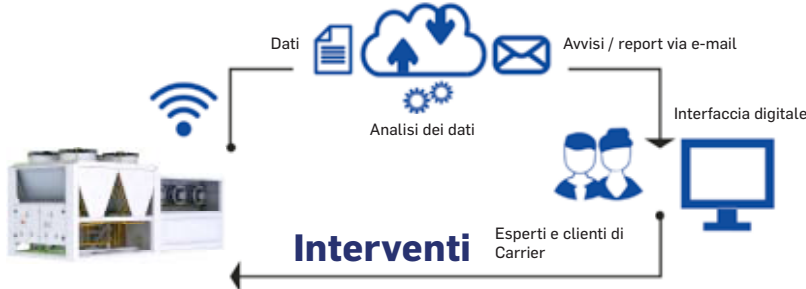 Dati
Avvisi / report via e-mail
Analisi dei dati
Interfaccia digitale
Interventi
Esperti e clienti di
Carrier